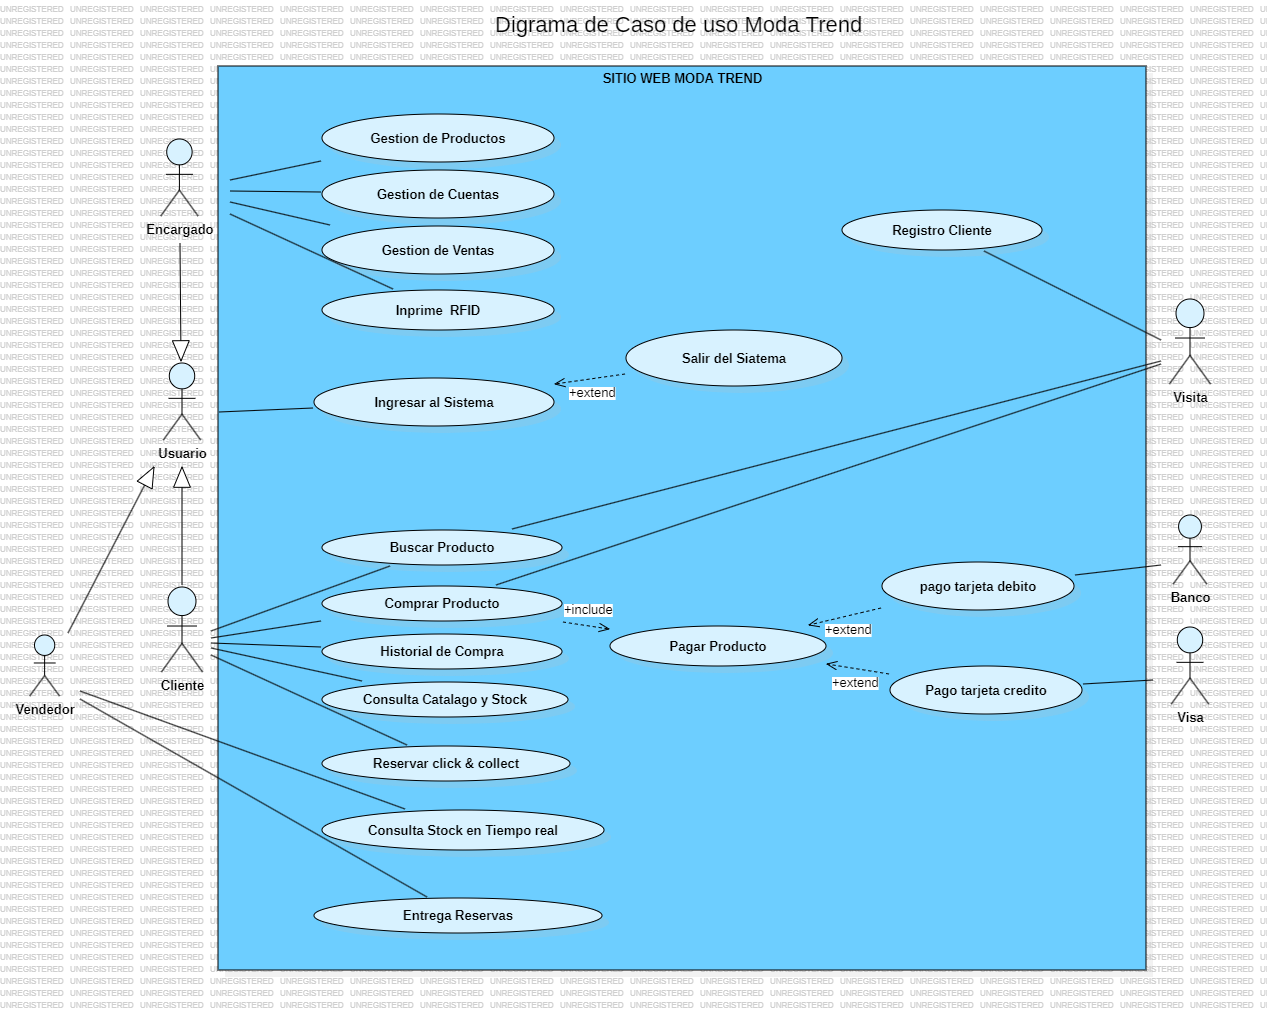 Digrama de Caso de uso Moda Trend
SITIO WEB MODA TREND
Gestion de Productos
Gestion de Cuentas
Encargado
Registro Cliente
Gestion de Ventas
Inprime  RFID
Salir del Siatema
+extend
Visita
Ingresar al Sistema
Usuario
Buscar Producto
pago tarjeta debito
Banco
Comprar Producto
+include
+extend
Pagar Producto
Historial de Compra
+extend
Cliente
Pago tarjeta credito
Consulta Catalago y Stock
Vendedor
Visa
Reservar click & collect
Consulta Stock en Tiempo real
Entrega Reservas
UNREGISTERED